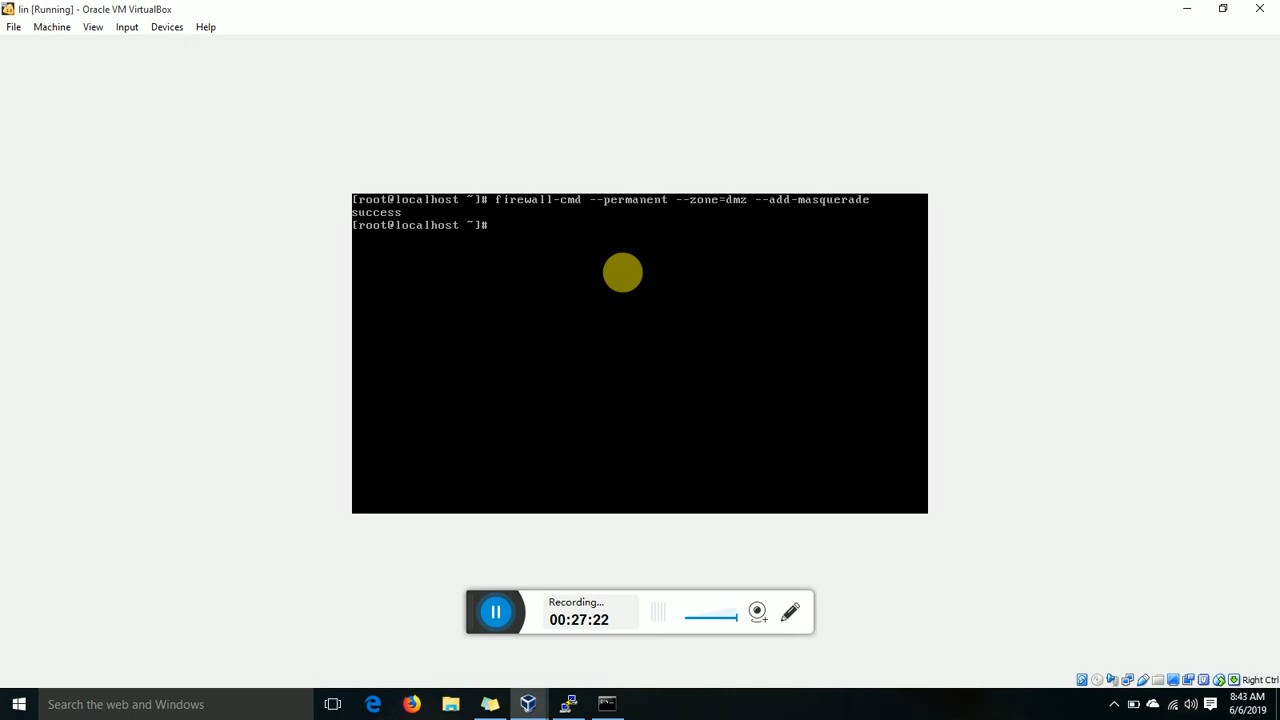 lin [Running] - Oracle VM VirtualBox
File Machine View Input Devices Help
[root@localhost ~]# firewall-cmd --permanent --zone=dmz --add-masquerade
success
[root@localhost ~]#
Recording...
00:27:22
Right Ctrl
Search the web and Windows
8:43 AM
6/6/2019